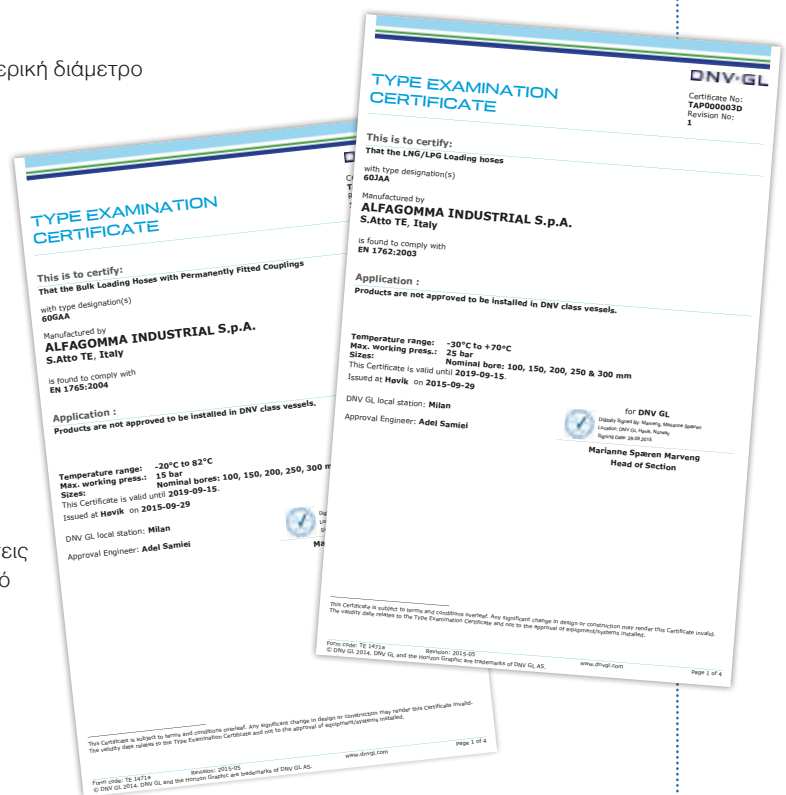 ερική διάμετρο
εις
ό
TYPE EXAMINATION
CERTIFICATE
This is to certify:
That the Bulk Loading Hoses with Permanently Fitted Couplings
with type designation(s)
60GAA
Manufactured by
ALFAGOMMA INDUSTRIAL S.p.A.
S.Atto TE, Italy
is found to comply with
EN 1765:2004
Application :
Products are not approved to be installed in DNV class vessels.
Temperature range: -20°C to 82°C
Max. working press.: 15 bar
Sizes: Nominal bores: 100, 150, 200, 250, 300 m
This Certificate is valid until 2019-09-15.
Issued at Høvik on 2015-09-29
DNV GL local station: Milan
Approval Engineer: Adel Samiei
Ma
This Certificate is subject to terms and conditions overleaf. Any significant change in design or construction may render this Certificate invalid.
The validity date relates to the Type Examination Certificate and not to the approval of equipment/systems installed.
Form code: TE 1471a Revision: 2015-05 www.dnvgl.com Page 1 of 4
© DNV GL 2014. DNV GL and the Horizon Graphic are trademarks of DNV GL AS.
DNV·GL
TYPE EXAMINATION
CERTIFICATE
Certificate No:
TAP000003D
Revision No:
1
This is to certify:
That the LNG/LPG Loading hoses
with type designation(s)
60JAA
Manufactured by
ALFAGOMMA INDUSTRIAL S.p.A.
S.Atto TE, Italy
is found to comply with
EN 1762:2003
Application :
Products are not approved to be installed in DNV class vessels.
Temperature range: -30°C to +70°C
Max. working press.: 25 bar
Sizes: Nominal bore: 100, 150, 200, 250 & 300 mm
This Certificate is valid until 2019-09-15.
Issued at Høvik on 2015-09-29
DNV GL local station: Milan
Approval Engineer: Adel Samiei
for DNV GL
Digitally Signed By: Marveng, Marianne Spæren
Location: DNV GL Høvik, Norway
Signing Date: 29.09.2015
Marianne Spæren Marveng
Head of Section
This Certificate is subject to terms and conditions overleaf. Any significant change in design or construction may render this Certificate invalid.
The validity date relates to the Type Examination Certificate and not to the approval of equipment/systems installed.
Form code: TE 1471a Revision: 2015-05 www.dnvgl.com Page 1 of 4
© DNV GL 2014. DNV GL and the Horizon Graphic are trademarks of DNV GL AS.